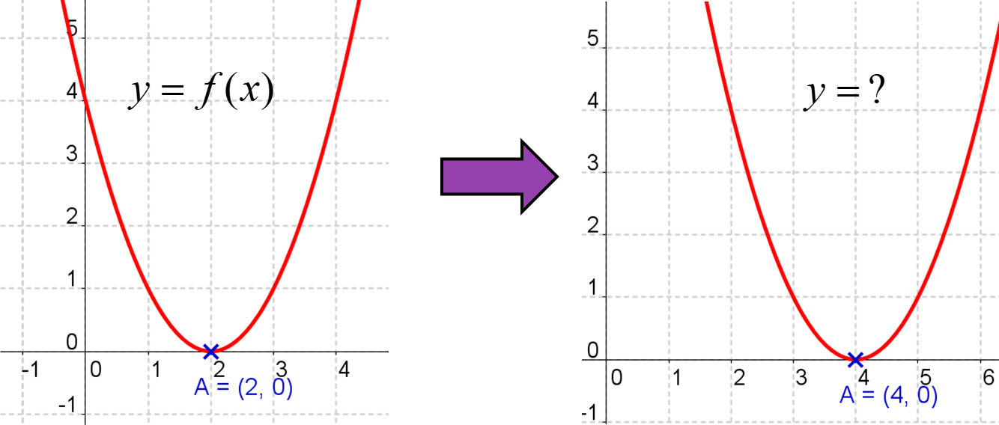 5
4
y = f(x)
3
2
1
0
-1 0 1 2 3 4
A = (2, 0)
-1
5
4
y = ?
3
2
1
0
0 1 2 3 4 5 6
A = (4, 0)
-1